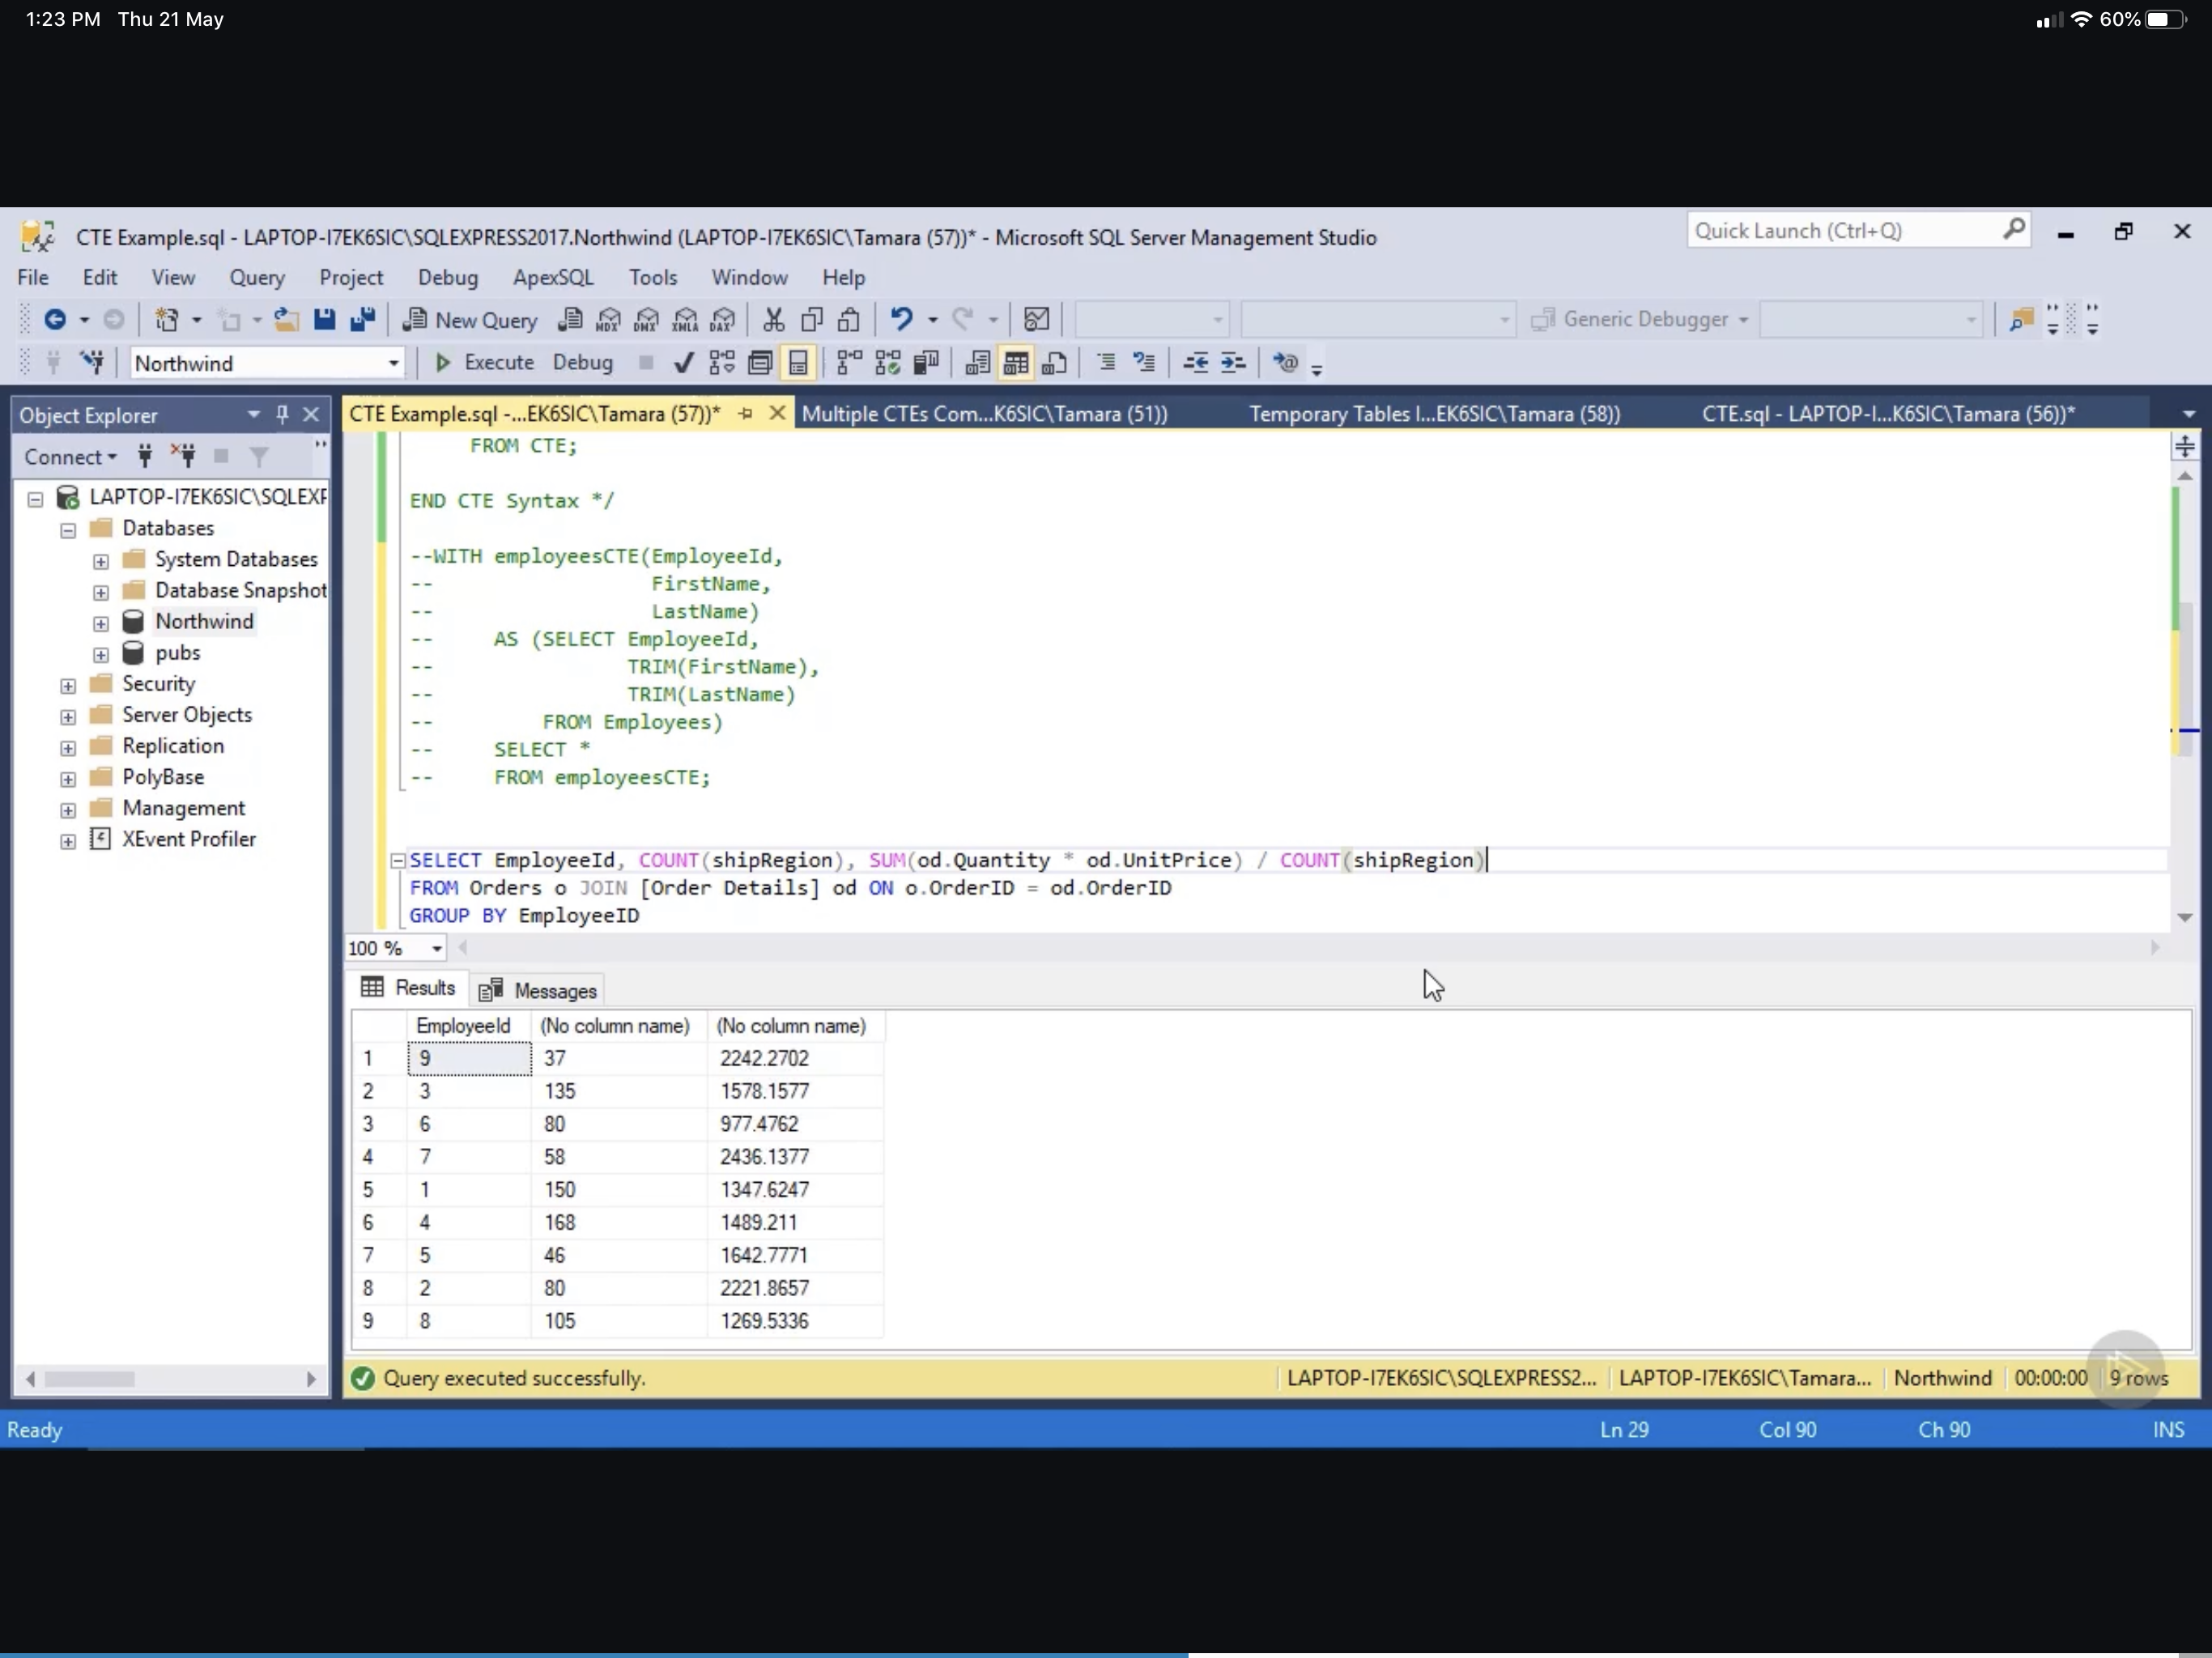 1:23 PM Thu 21 May
60%
CTE Example.sql - LAPTOP-I7EK6SIC\SQLEXPRESS2017.Northwind (LAPTOP-I7EK6SIC\Tamara (57))* - Microsoft SQL Server Management Studio
Quick Launch (Ctrl+Q)
File Edit View Query Project Debug ApexSQL Tools Window Help
New Query
MDX DMX XMLA DAX
Generic Debugger
Northwind
Execute Debug
Object Explorer
CTE Example.sql -...EK6SIC\Tamara (57))*
Multiple CTEs Com...K6SIC\Tamara (51))
Temporary Tables I...EK6SIC\Tamara (58))
CTE.sql - LAPTOP-I...K6SIC\Tamara (56))*
Connect
LAPTOP-I7EK6SIC\SQLEXP
Databases
System Databases
Database Snapshot
Northwind
pubs
Security
Server Objects
Replication
PolyBase
Management
XEvent Profiler
FROM CTE;
END CTE Syntax */
--WITH employeesCTE(EmployeeId,
-- FirstName,
-- LastName)
-- AS (SELECT EmployeeId,
-- TRIM(FirstName),
-- TRIM(LastName)
-- FROM Employees)
-- SELECT *
-- FROM employeesCTE;
SELECT EmployeeId, COUNT(shipRegion), SUM(od.Quantity * od.UnitPrice) / COUNT(shipRegion)
FROM Orders o JOIN [Order Details] od ON o.OrderID = od.OrderID
GROUP BY EmployeeID
100 %
Results Messages
EmployeeId (No column name) (No column name)
1 9 37 2242.2702
2 3 135 1578.1577
3 6 80 977.4762
4 7 58 2436.1377
5 1 150 1347.6247
6 4 168 1489.211
7 5 46 1642.7771
8 2 80 2221.8657
9 8 105 1269.5336
Query executed successfully.
LAPTOP-I7EK6SIC\SQLEXPRESS2... LAPTOP-I7EK6SIC\Tamara... Northwind 00:00:00 9 rows
Ready Ln 29 Col 90 Ch 90 INS